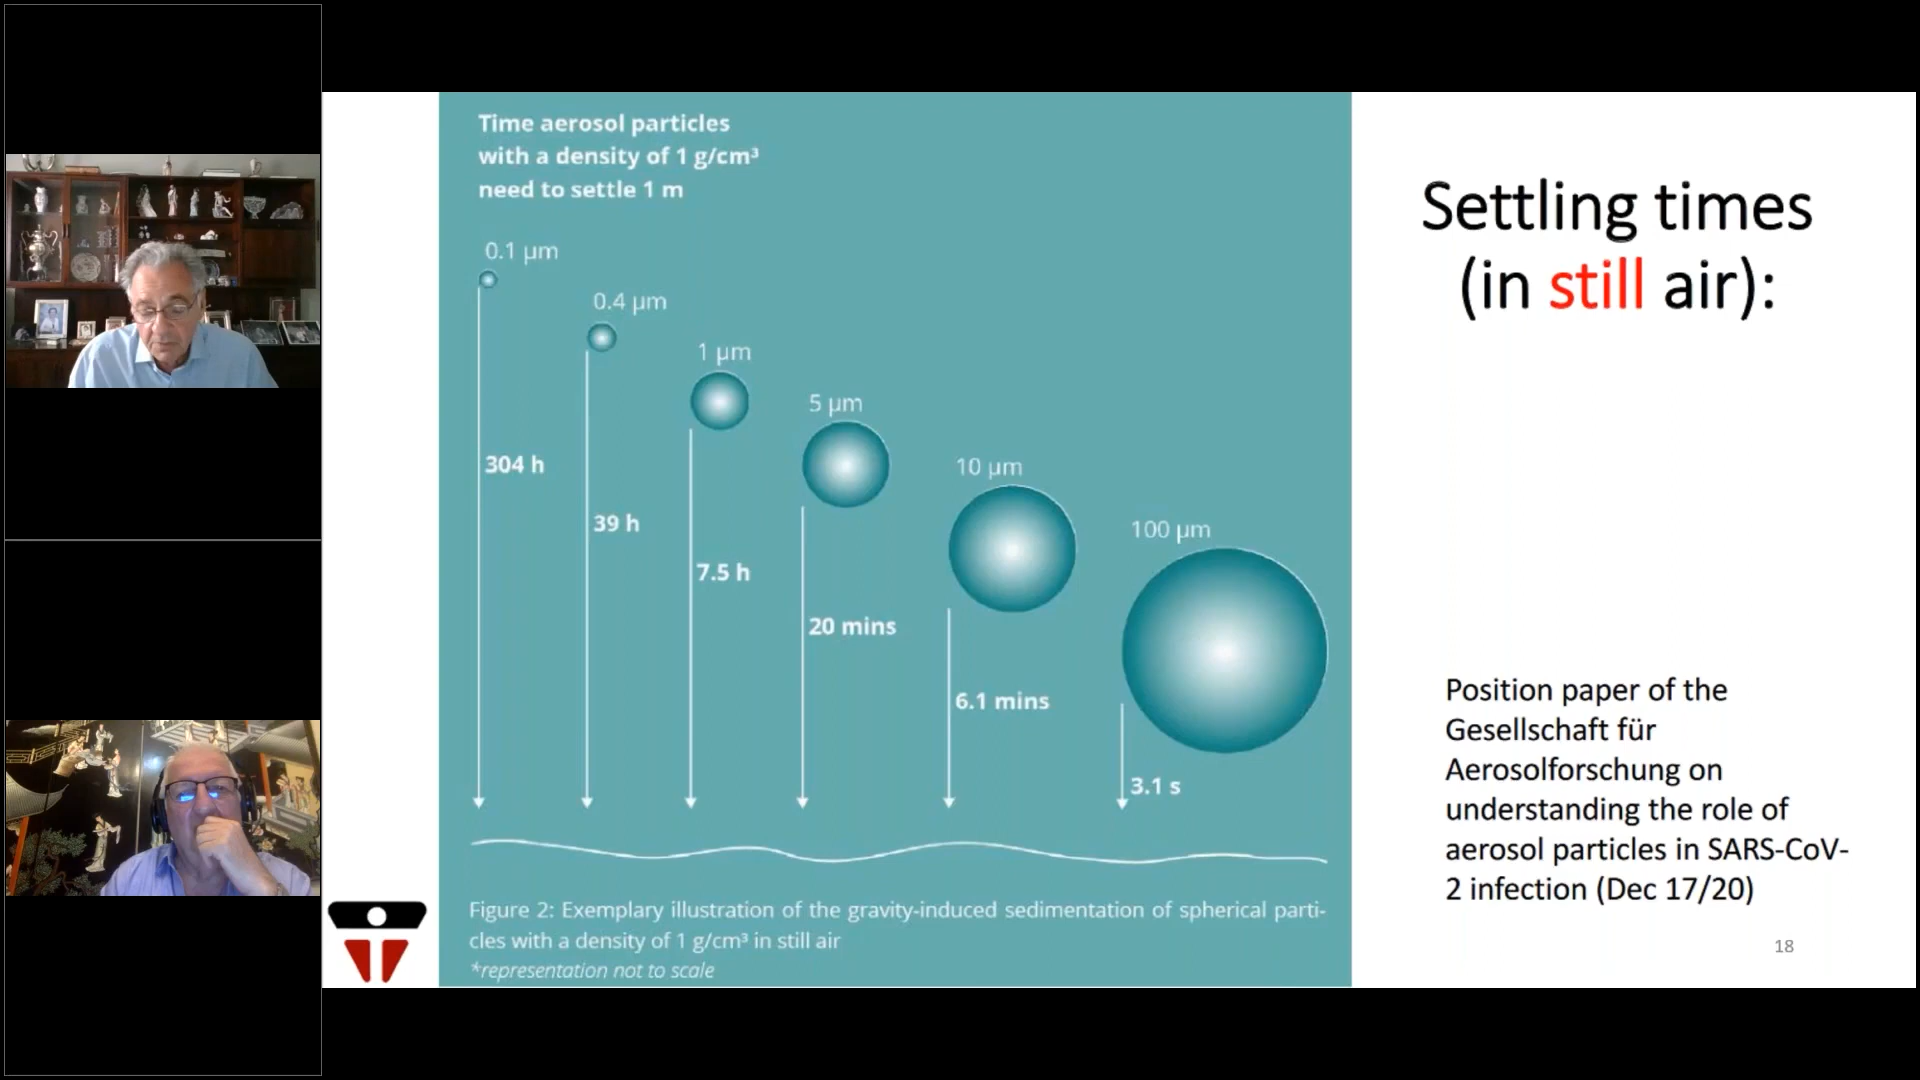 Time aerosol particles
with a density of 1 g/cm³
need to settle 1 m
0.1 µm
0.4 µm
1 µm
5 µm
10 µm
100 µm
304 h
39 h
7.5 h
20 mins
6.1 mins
3.1 s
Figure 2: Exemplary illustration of the gravity-induced sedimentation of spherical parti-
cles with a density of 1 g/cm³ in still air
*representation not to scale
Settling times
(in still air):
Position paper of the
Gesellschaft für
Aerosolforschung on
understanding the role of
aerosol particles in SARS-CoV-
2 infection (Dec 17/20)
18